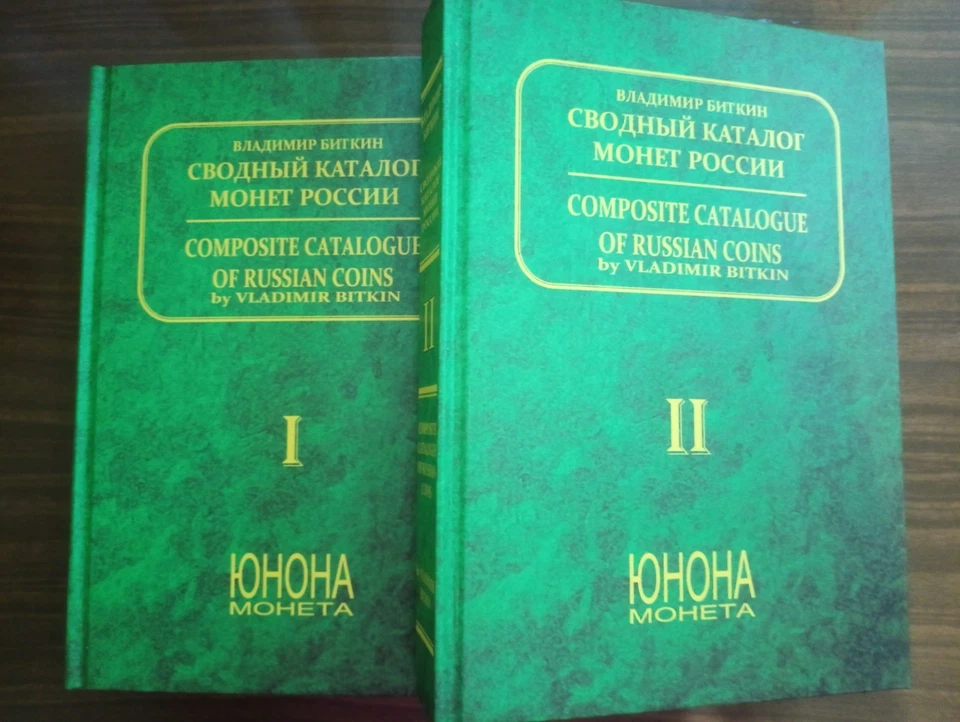 ВЛАДИМИР БИТКИН
СВОДНЫЙ КАТАЛОГ
МОНЕТ РОССИИ
COMPOSITE CATALOGUE
OF RUSSIAN COINS
by VLADIMIR BITKIN
I
ЮНОНА
МОНЕТА
II
ВЛАДИМИР БИТКИН
СВОДНЫЙ КАТАЛОГ
МОНЕТ РОССИИ
COMPOSITE CATALOGUE
OF RUSSIAN COINS
by VLADIMIR BITKIN
II
ЮНОНА
МОНЕТА